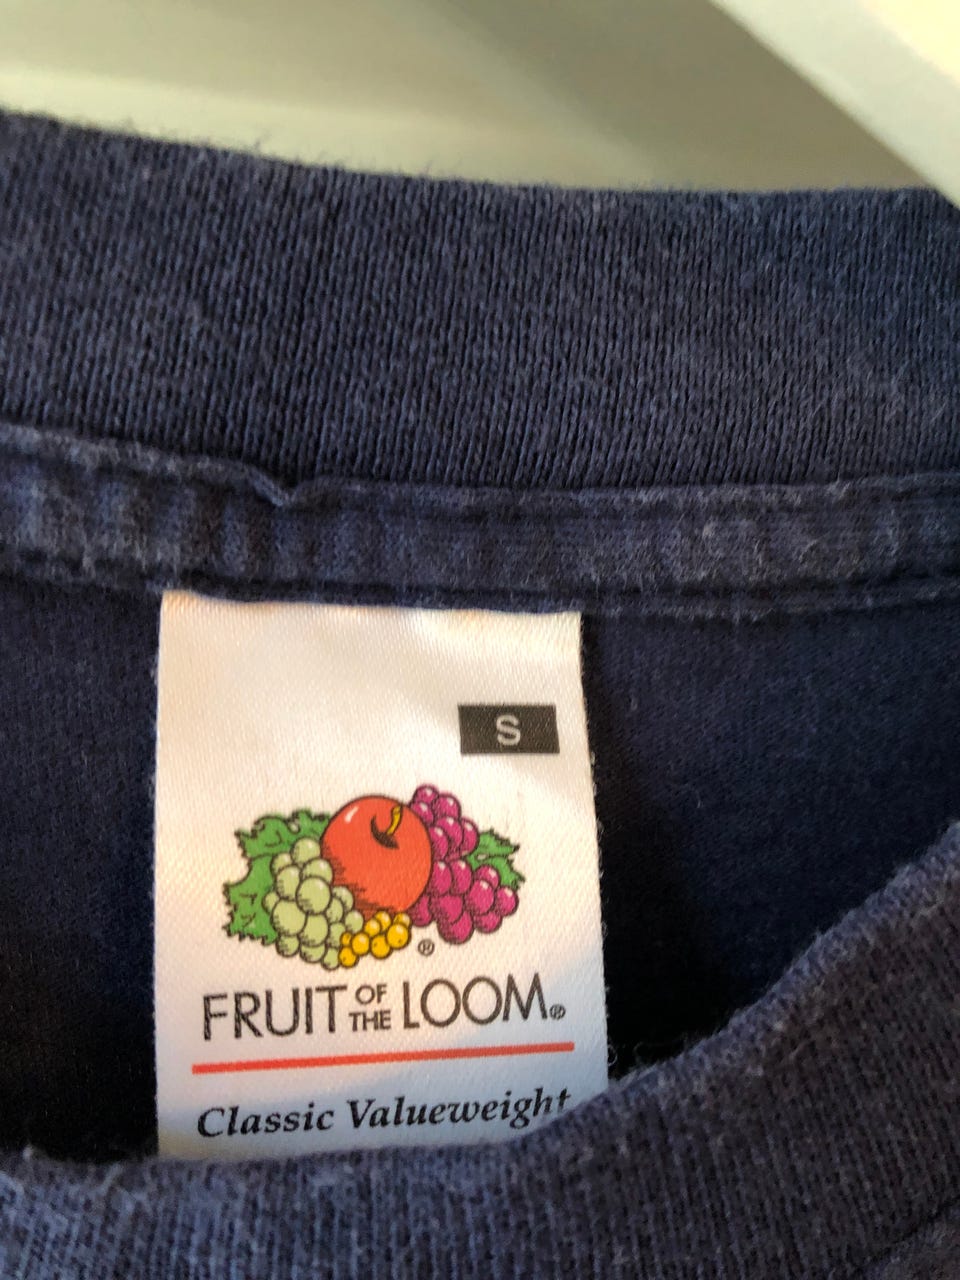 S
®
FRUIT OF THE LOOM®
Classic Valueweight